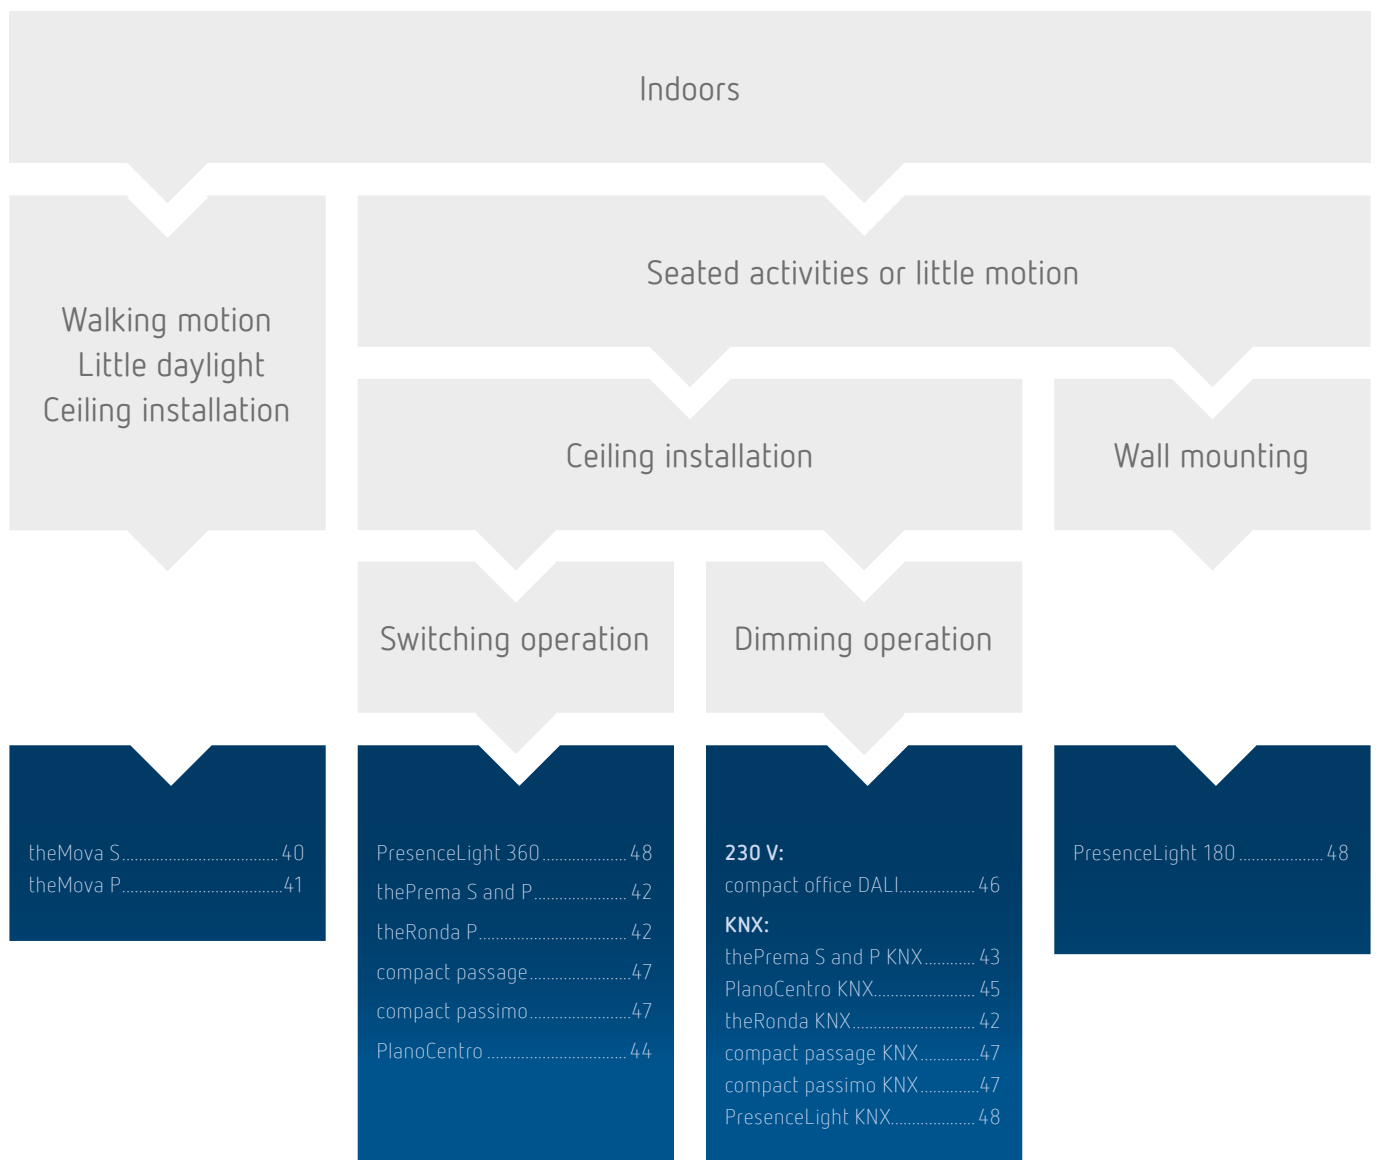 Indoors
Walking motion
Little daylight
Ceiling installation
Seated activities or little motion
Ceiling installation
Wall mounting
Switching operation
Dimming operation
theMova S.................................... 40
theMova P.....................................41
PresenceLight 360.................... 48
thePrema S and P...................... 42
theRonda P.................................. 42
compact passage.......................47
compact passimo.......................47
PlanoCentro ................................ 44
230 V:
compact office DALI................. 46
KNX:
thePrema S and P KNX............ 43
PlanoCentro KNX....................... 45
theRonda KNX............................ 42
compact passage KNX.............47
compact passimo KNX.............47
PresenceLight KNX................... 48
PresenceLight 180 .................... 48